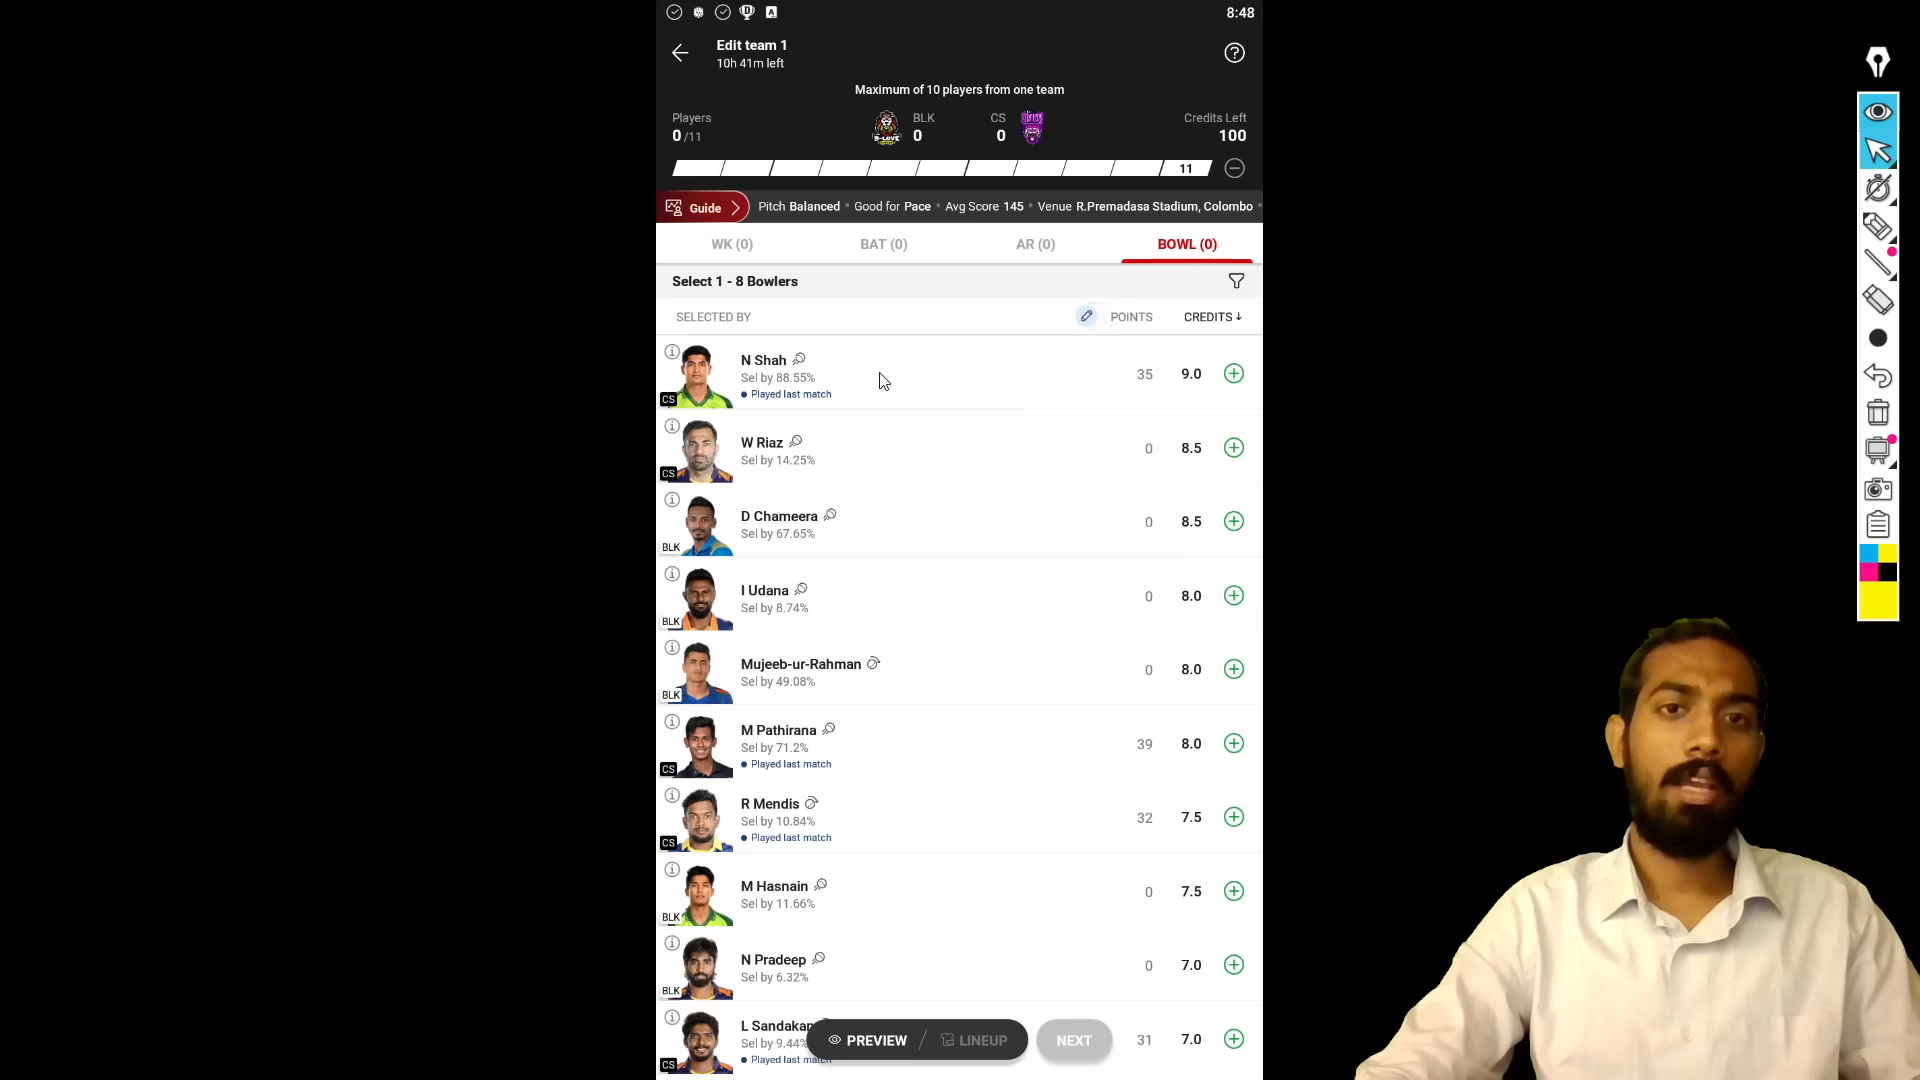 8:48
Edit team 1
10h 41m left
Maximum of 10 players from one team
Players
0 /11
BLK
0
CS
0
Credits Left
100
11
Guide
Pitch Balanced • Good for Pace • Avg Score 145 • Venue R.Premadasa Stadium, Colombo
WK (0)
BAT (0)
AR (0)
BOWL (0)
Select 1 - 8 Bowlers
SELECTED BY
POINTS
CREDITS
N Shah
Sel by 88.55%
Played last match
CS
35
9.0
W Riaz
Sel by 14.25%
CS
0
8.5
D Chameera
Sel by 67.65%
BLK
0
8.5
I Udana
Sel by 8.74%
BLK
0
8.0
Mujeeb-ur-Rahman
Sel by 49.08%
BLK
0
8.0
M Pathirana
Sel by 71.2%
Played last match
CS
39
8.0
R Mendis
Sel by 10.84%
Played last match
CS
32
7.5
M Hasnain
Sel by 11.66%
BLK
0
7.5
N Pradeep
Sel by 6.32%
BLK
0
7.0
L Sandakan
Sel by 9.44%
Played last match
CS
31
7.0
PREVIEW
LINEUP
NEXT